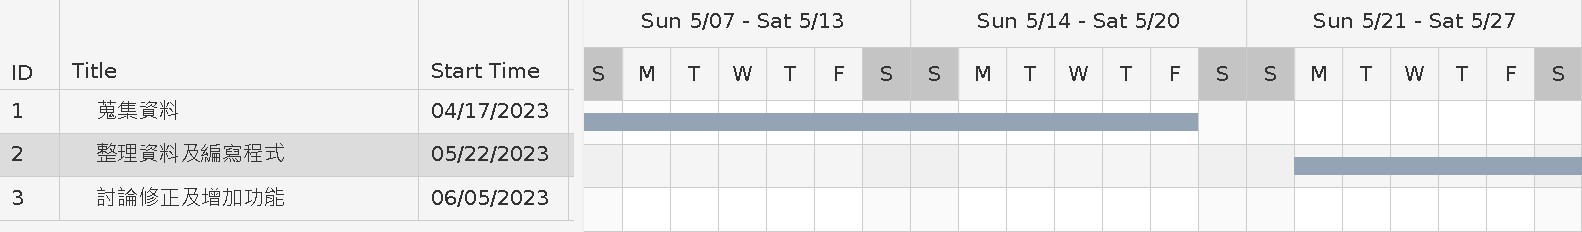 Sun 5/07 - Sat 5/13 Sun 5/14 - Sat 5/20 Sun 5/21 - Sat 5/27
ID Title Start Time S M T W T F S S M T W T F S S M T W T F S
1 蒐集資料 04/17/2023
2 整理資料及編寫程式 05/22/2023
3 討論修正及增加功能 06/05/2023